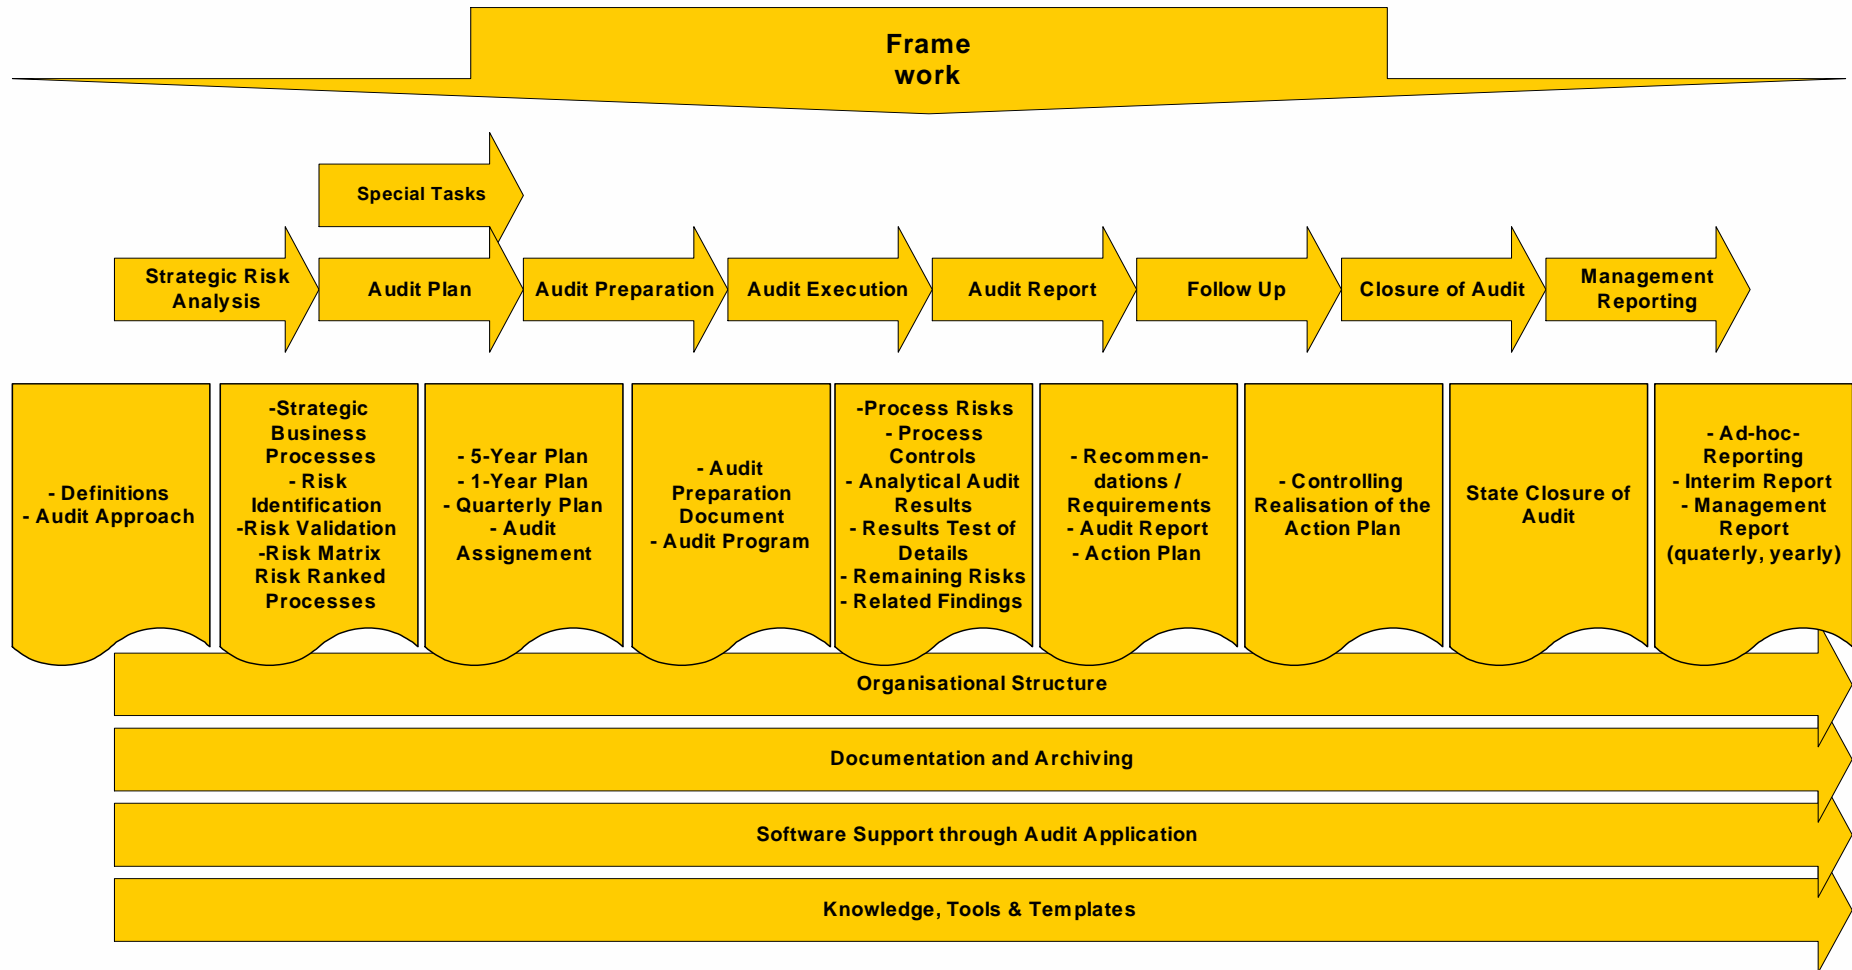 Frame
work
Special Tasks
Strategic Risk
Analysis
Audit Plan
Audit Preparation
Audit Execution
Audit Report
Follow Up
Closure of Audit
Management
Reporting
- Definitions
- Audit Approach
-Strategic
Business
Processes
- Risk
Identification
-Risk Validation
-Risk Matrix
Risk Ranked
Processes
- 5-Year Plan
- 1-Year Plan
- Quarterly Plan
- Audit
Assignement
- Audit
Preparation
Document
- Audit Program
-Process Risks
- Process
Controls
- Analytical Audit
Results
- Results Test of
Details
- Remaining Risks
- Related Findings
- Recommen-
dations /
Requirements
- Audit Report
- Action Plan
- Controlling
Realisation of the
Action Plan
State Closure of
Audit
- Ad-hoc-
Reporting
- Interim Report
- Management
Report
(quaterly, yearly)
Organisational Structure
Documentation and Archiving
Software Support through Audit Application
Knowledge, Tools & Templates